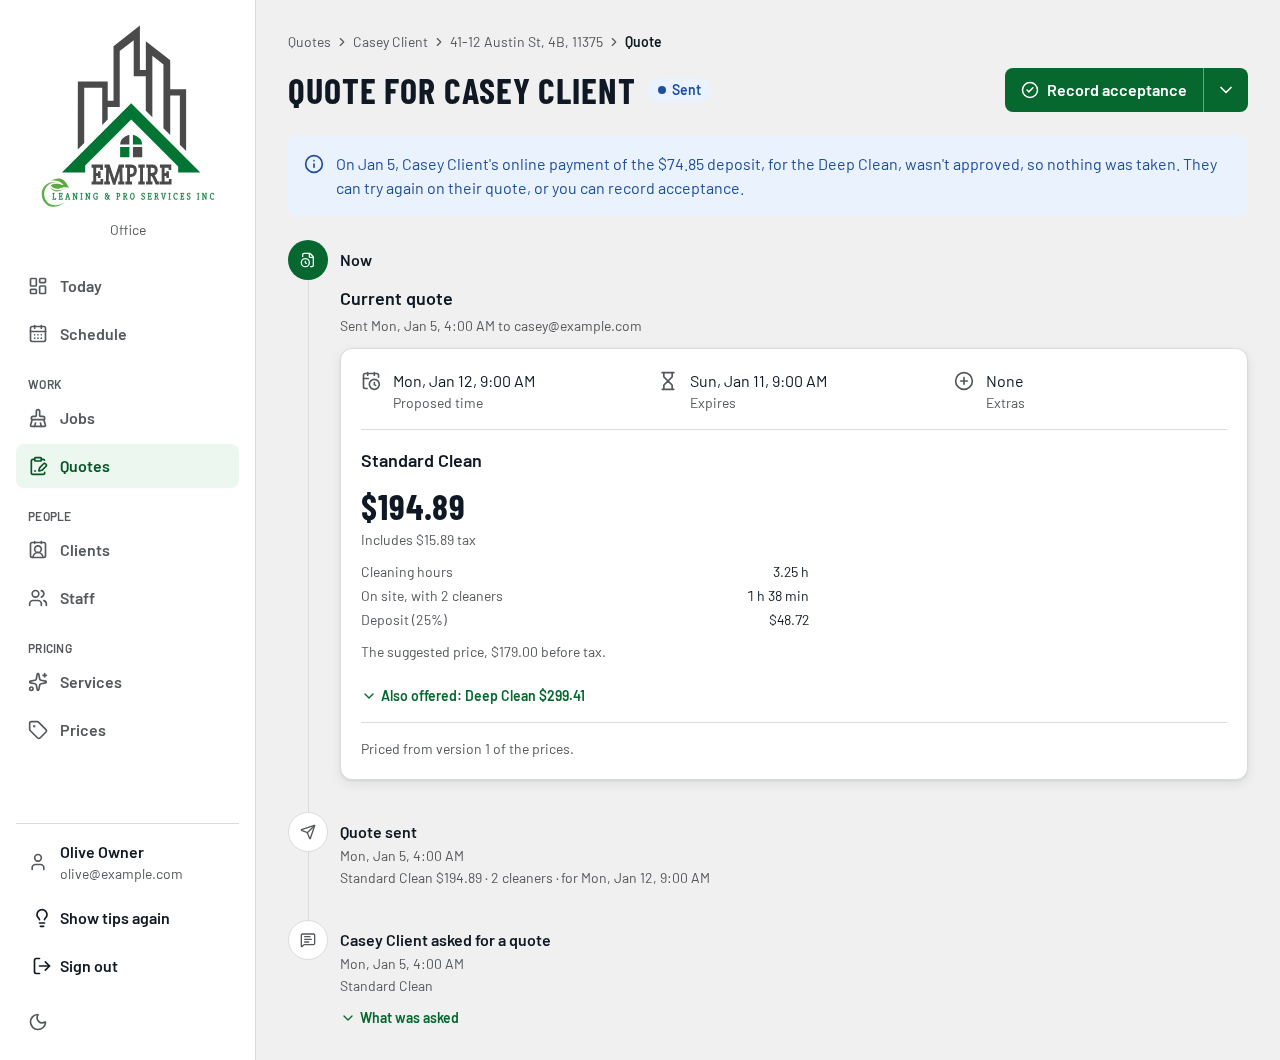 EMPIRE
LEANING & PRO SERVICES INC
Office
Today
Schedule
WORK
Jobs
Quotes
PEOPLE
Clients
Staff
PRICING
Services
Prices
Olive Owner
olive@example.com
Show tips again
Sign out
Quotes > Casey Client > 41-12 Austin St, 4B, 11375 > Quote
QUOTE FOR CASEY CLIENT
Sent
Record acceptance
On Jan 5, Casey Client's online payment of the $74.85 deposit, for the Deep Clean, wasn't approved, so nothing was taken. They
can try again on their quote, or you can record acceptance.
Now
Current quote
Sent Mon, Jan 5, 4:00 AM to casey@example.com
Mon, Jan 12, 9:00 AM
Proposed time
Sun, Jan 11, 9:00 AM
Expires
None
Extras
Standard Clean
$194.89
Includes $15.89 tax
Cleaning hours 3.25 h
On site, with 2 cleaners 1 h 38 min
Deposit (25%) $48.72
The suggested price, $179.00 before tax.
Also offered: Deep Clean $299.41
Priced from version 1 of the prices.
Quote sent
Mon, Jan 5, 4:00 AM
Standard Clean $194.89 · 2 cleaners · for Mon, Jan 12, 9:00 AM
Casey Client asked for a quote
Mon, Jan 5, 4:00 AM
Standard Clean
What was asked